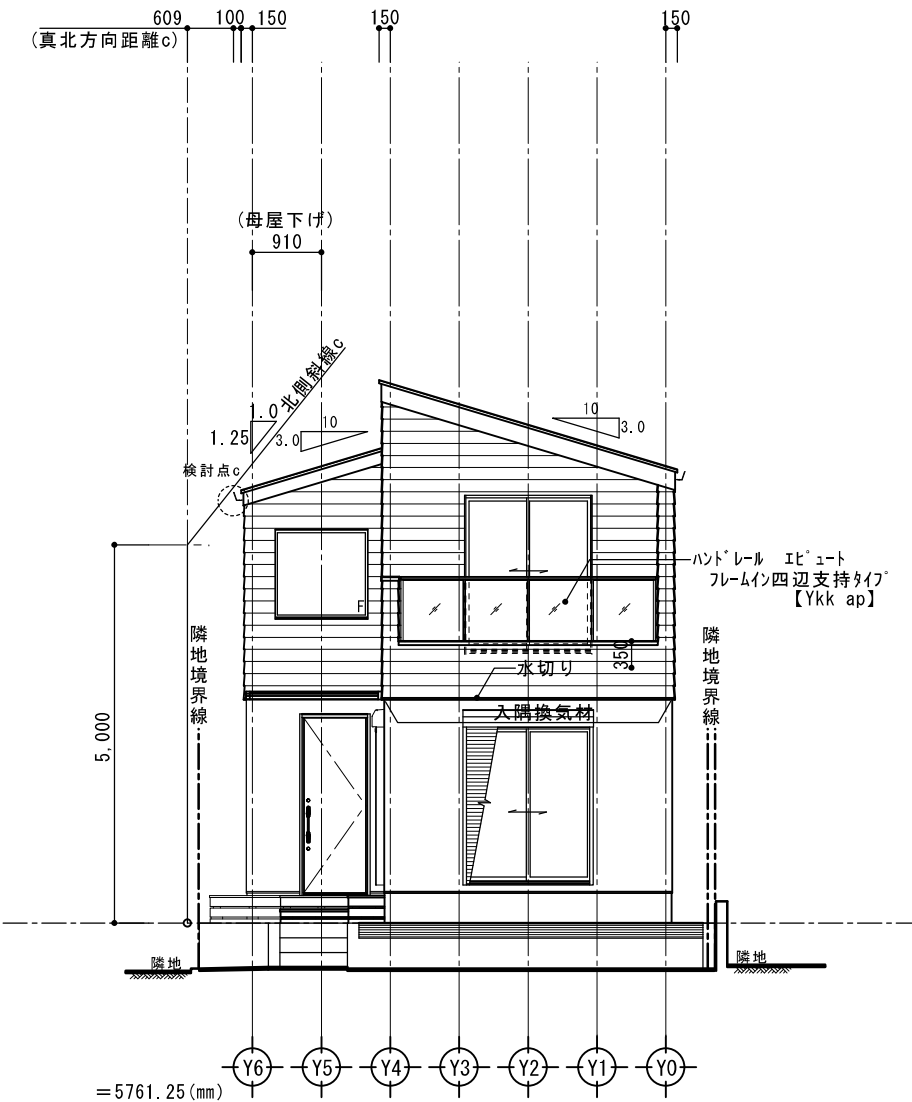 609 100 150 150 150
(真北方向距離c)
(母屋下げ)
910
北側斜線c
1.0
1.25
10
3.0
10
3.0
検討点c
ハンドレール エピュート
フレームイン四辺支持タイプ
【Ykk ap】
F
350
隣地境界線
隣地境界線
水切り
入隅換気材
5,000
隣地
隣地
Y6 Y5 Y4 Y3 Y2 Y1 Y0
=5761.25(mm)